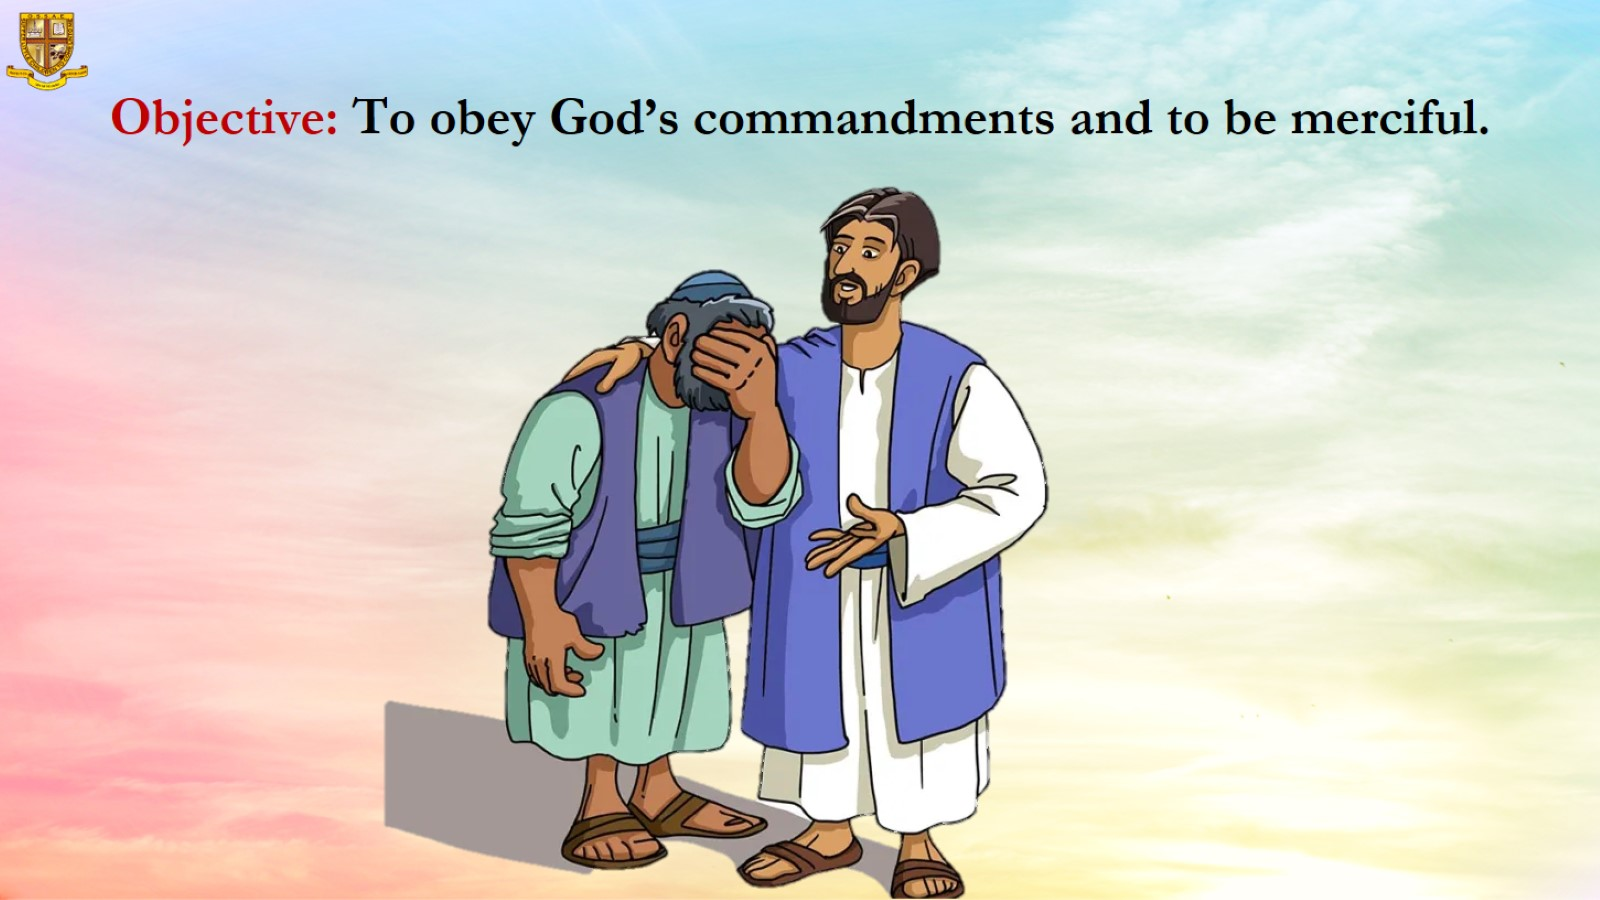 Objective: To obey God’s commandments and to be merciful.